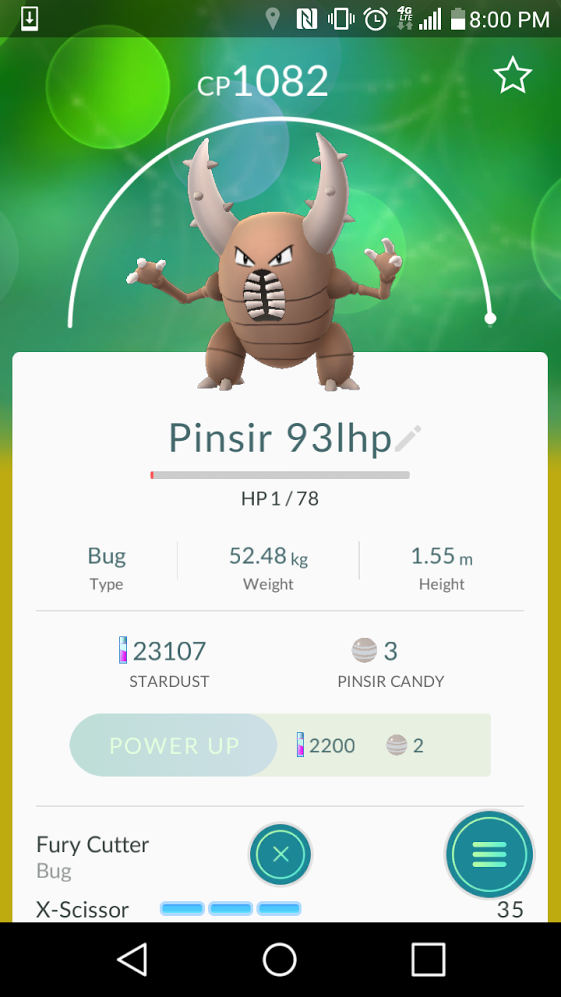 4G LTE 8:00 PM
CP1082
Pinsir 93lhp
HP 1 / 78
Bug 52.48 kg 1.55 m
Type Weight Height
23107 3
STARDUST PINSIR CANDY
POWER UP 2200 2
Fury Cutter
Bug
X-Scissor 35